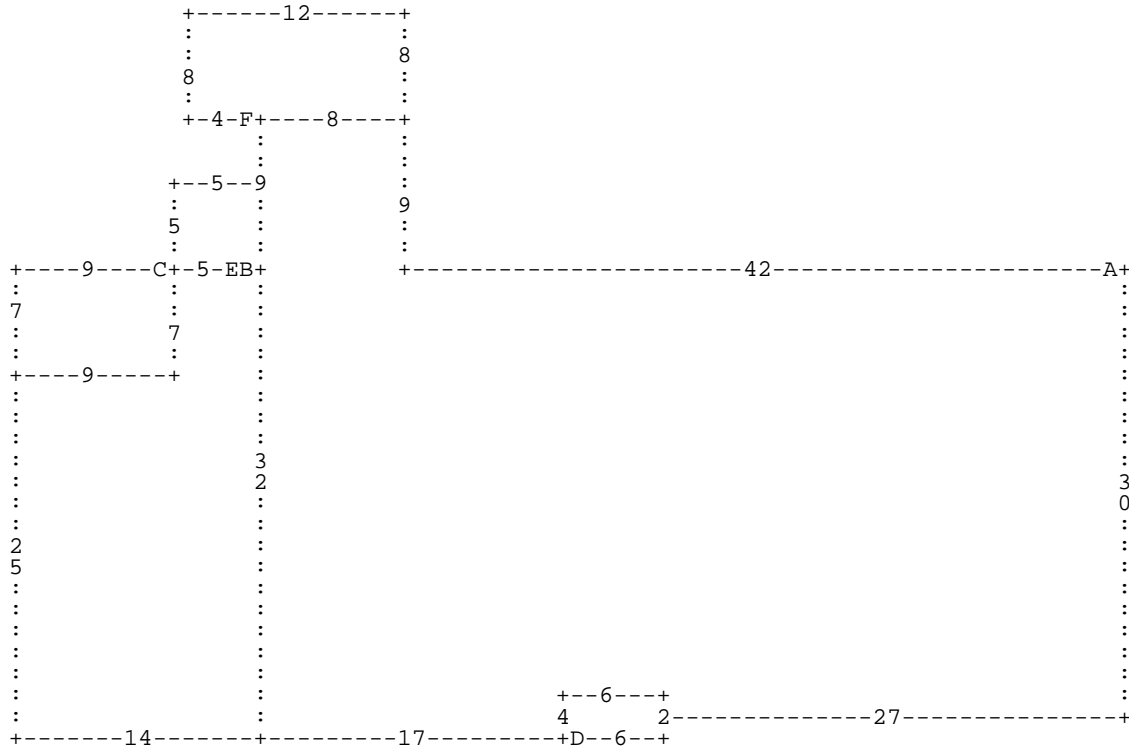 +------12------+
:              :
:              8
8              :
:              :
+-4-F+----8----+
:         :
:         :
+--5--9         :
:     :         9
5     :         :
:     :         :
+----9----C+-5-EB+         +-----------------------42-----------------------A+
:          :     :                                                           :
7          :     :                                                           :
:          7     :                                                           :
:          :     :                                                           :
+----9-----+     :                                                           :
:                :                                                           :
:                :                                                           :
:                :                                                           :
:                3                                                           :
:                2                                                           3
:                :                                                           0
:                :                                                           :
2                :                                                           :
5                :                                                           :
:                :                                                           :
:                :                                                           :
:                :                                                           :
:                :                                                           :
:                :                    +--6---+                               :
:                :                    4      2--------------27---------------+
+-------14-------+---------17---------+D--6--+